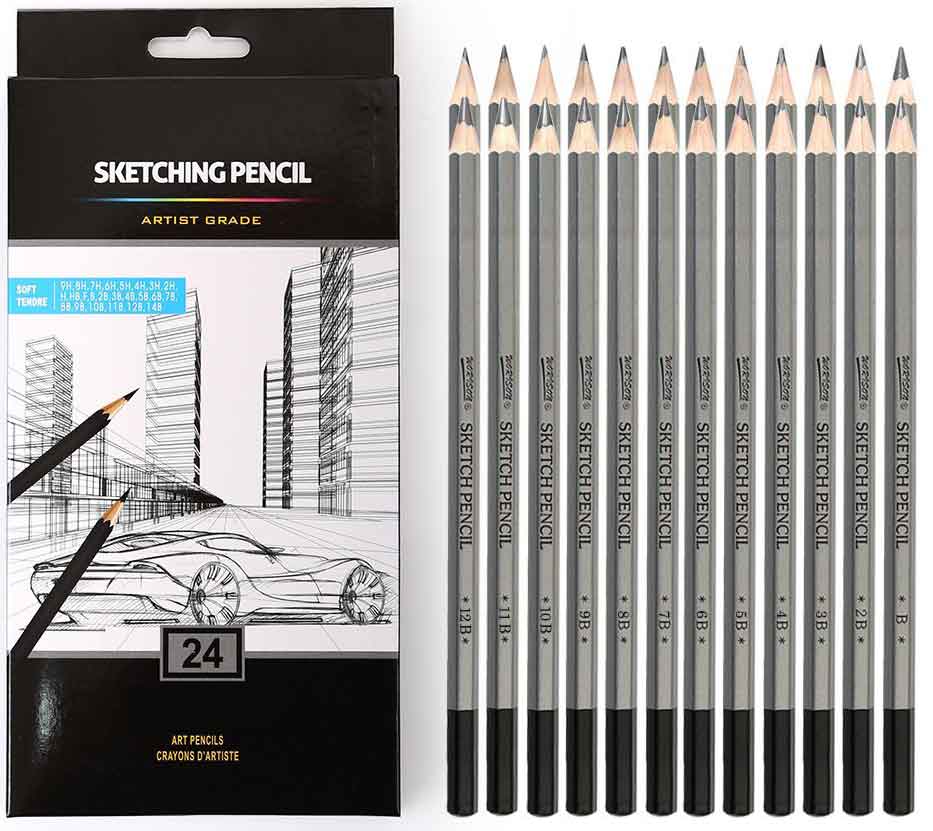 SKETCHING PENCIL
ARTIST GRADE
SOFT
TENDRE
9H,8H,7H,6H,5H,4H,3H,2H,
H,HB,F,B,2B,3B,4B,5B,6B,7B,
8B,9B,10B,11B,12B,14B
24
ART PENCILS
CRAYONS D'ARTISTE
SKETCH PENCIL *12B*
SKETCH PENCIL *11B*
SKETCH PENCIL *10B*
SKETCH PENCIL *9B*
SKETCH PENCIL *8B*
SKETCH PENCIL *7B*
SKETCH PENCIL *6B*
SKETCH PENCIL *5B*
SKETCH PENCIL *4B*
SKETCH PENCIL *3B*
SKETCH PENCIL *2B*
SKETCH PENCIL * B *